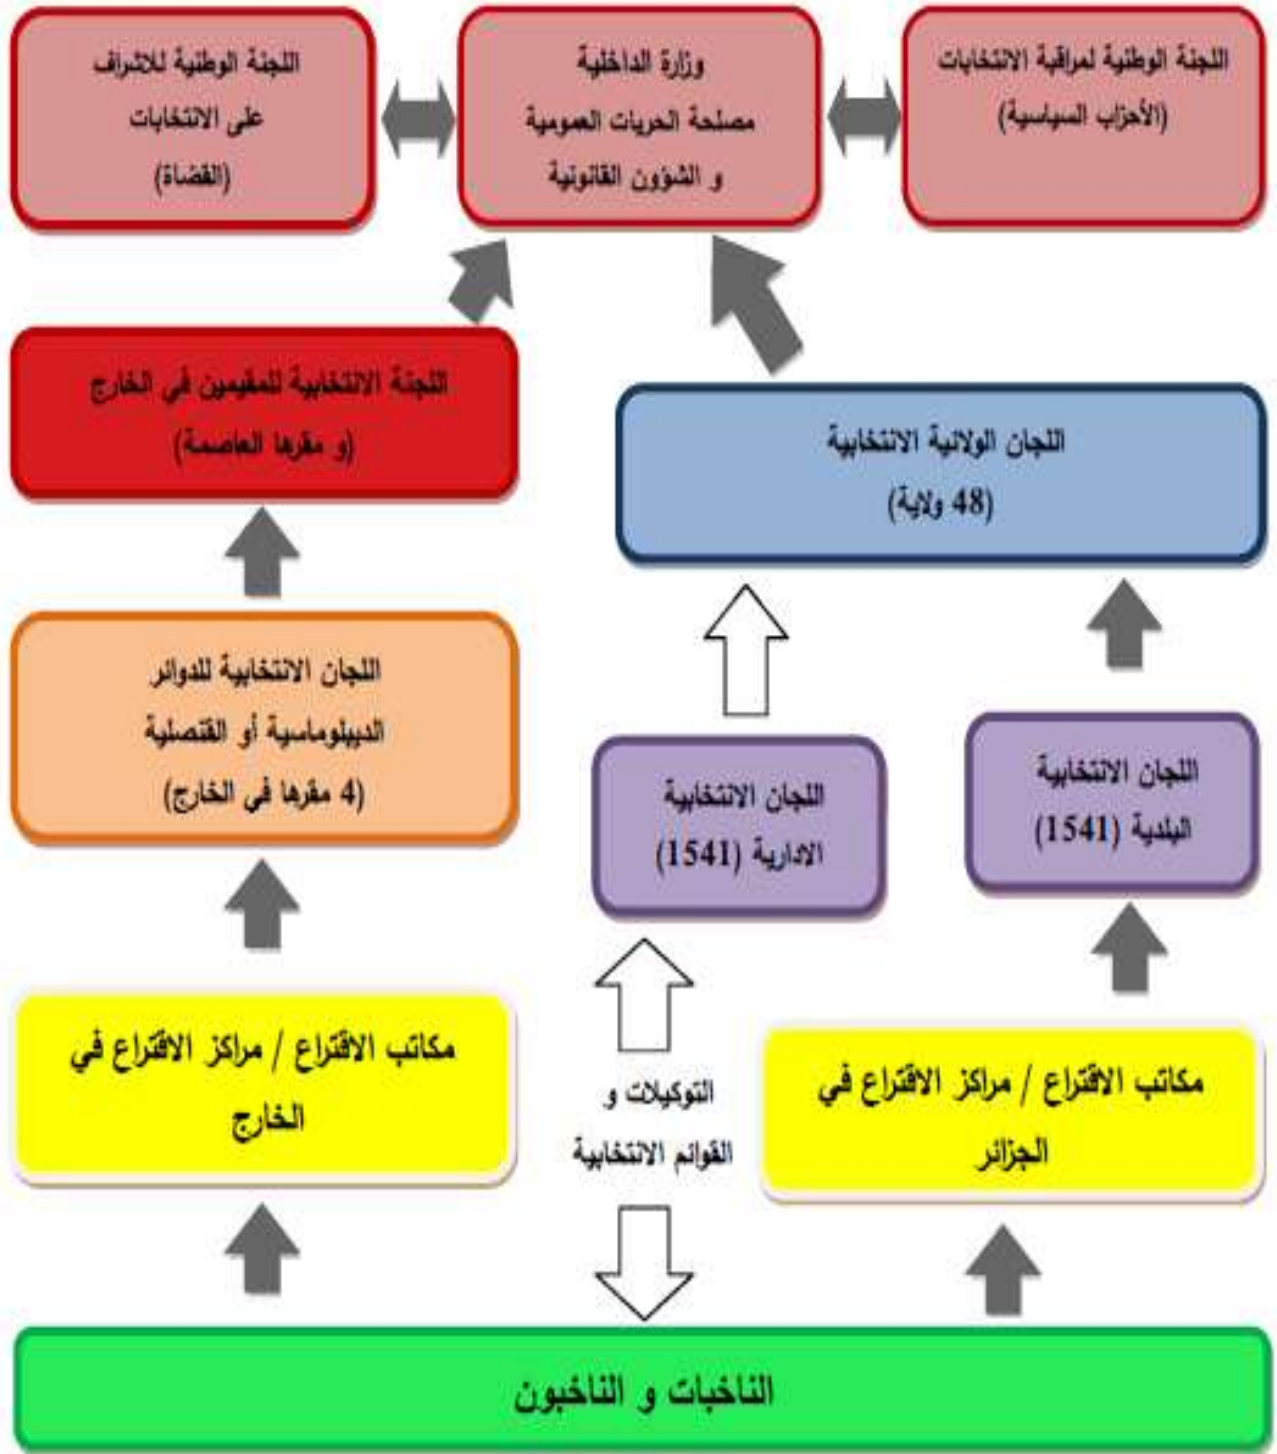 اللجنة الوطنية لمراقبة الانتخابات
(الأحزاب السياسية)
وزارة الداخلية
مصلحة الحريات العمومية
و الشؤون القانونية
اللجنة الوطنية للاشراف
على الانتخابات
(القضاة)
اللجان الولائية الانتخابية
(48 ولاية)
اللجنة الانتخابية للمقيمين في الخارج
(و مقرها العاصمة)
اللجان الانتخابية للدوائر
الديبلوماسية أو القنصلية
(4 مقرها في الخارج)
اللجان الانتخابية
البلدية (1541)
اللجان الانتخابية
الادارية (1541)
مكاتب الاقتراع / مراكز الاقتراع في
الجزائر
التوكيلات و
القوائم الانتخابية
مكاتب الاقتراع / مراكز الاقتراع في
الخارج
الناخبات و الناخبون